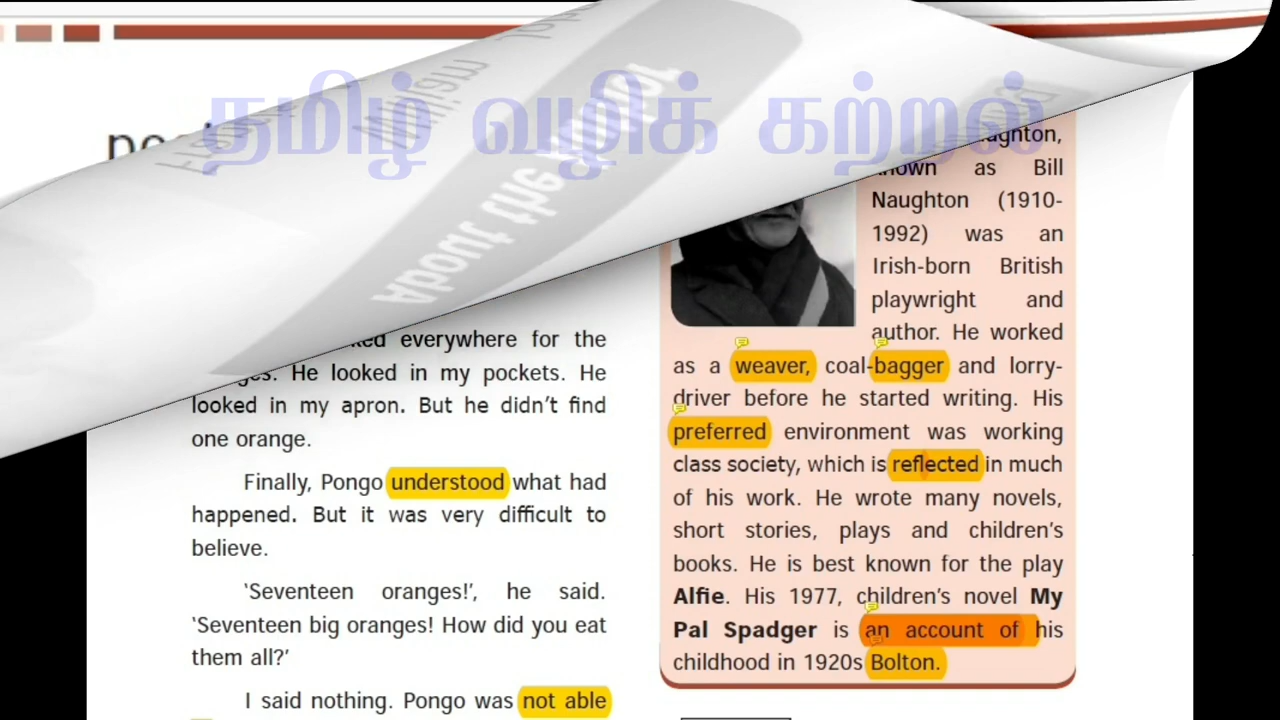 தமிழ் வழிக் கற்றல்
About the Author
known as Bill
Naughton (1910-
1992) was an
Irish-born British
playwright and
author. He worked
as a weaver, coal-bagger and lorry-
driver before he started writing. His
preferred environment was working
class society, which is reflected in much
of his work. He wrote many novels,
short stories, plays and children's
books. He is best known for the play
Alfie. His 1977, children's novel My
Pal Spadger is an account of his
childhood in 1920s Bolton.
everywhere for the
He looked in my pockets. He
looked in my apron. But he didn't find
one orange.
Finally, Pongo understood what had
happened. But it was very difficult to
believe.
'Seventeen oranges!', he said.
'Seventeen big oranges! How did you eat
them all?'
I said nothing. Pongo was not able